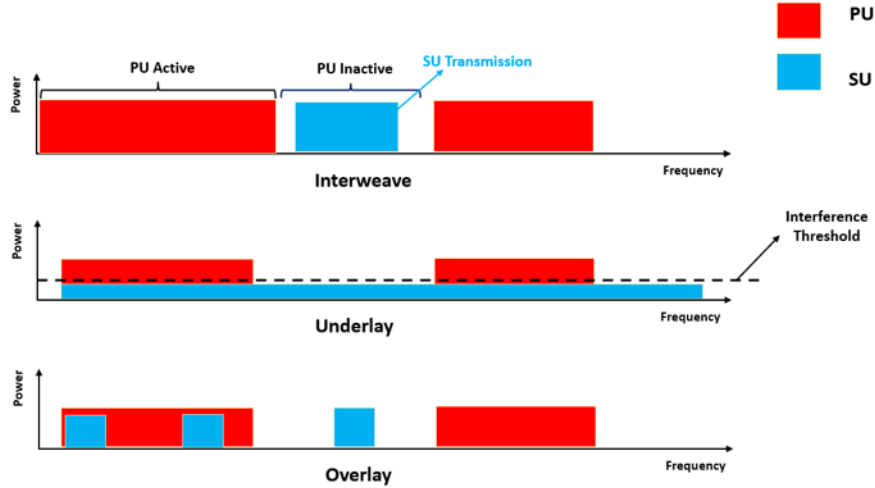 PU
SU
SU Transmission
PU Active
PU Inactive
Power
Frequency
Interweave
Interference
Threshold
Power
Frequency
Underlay
Power
Frequency
Overlay